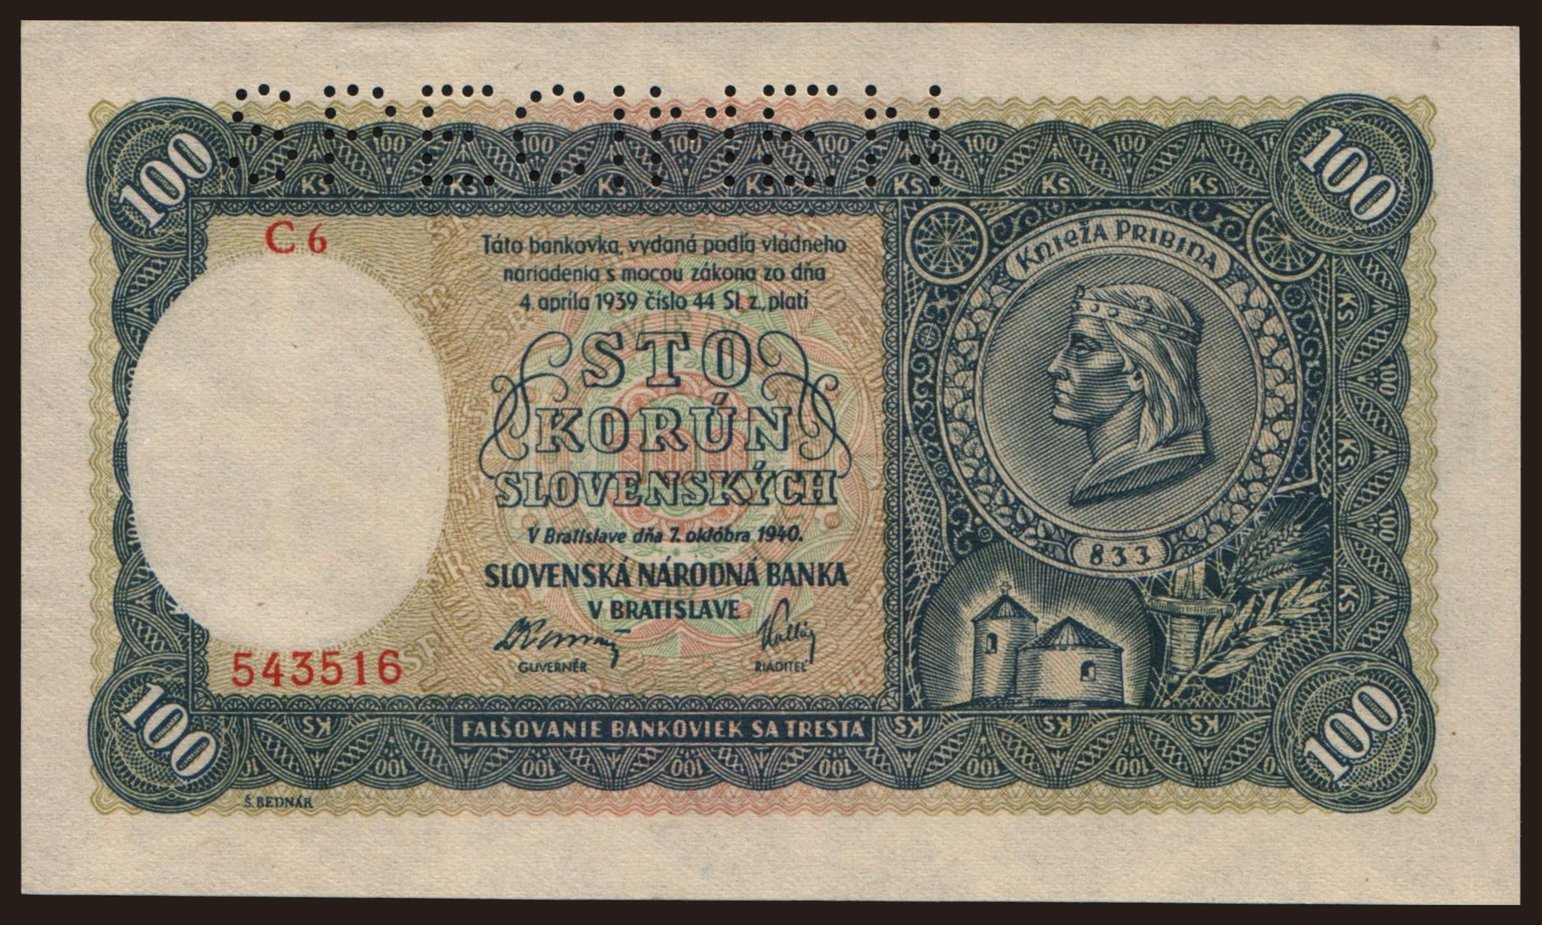 SPECIMEN
100
100
C 6
Táto bankovka, vydaná podľa vládneho
nariadenia s mocou zákona zo dňa
4. apríla 1939 číslo 44 Sl. z., platí
STO
KORÚN
SLOVENSKÝCH
V Bratislave dňa 7. októbra 1940.
SLOVENSKÁ NÁRODNÁ BANKA
V BRATISLAVE
GUVERNÉR
RIADITEĽ
KNIEŽA PRIBINA
833
543516
FALŠOVANIE BANKOVIEK SA TRESTÁ
100
100
Š. BEDNÁR